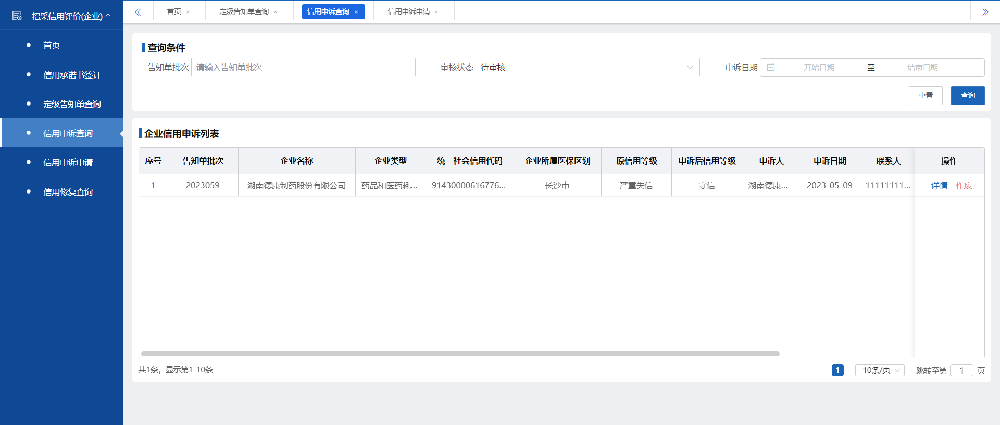 招采信用评价(企业)
首页
信用承诺书签订
定级告知单查询
信用申诉查询
信用申诉申请
信用修复查询
首页 × 定级告知单查询 × 信用申诉查询 × 信用申诉申请 ×
查询条件
告知单批次 请输入告知单批次 审核状态 待审核 申诉日期 开始日期 至 结束日期
重置 查询
企业信用申诉列表
序号 告知单批次 企业名称 企业类型 统一社会信用代码 企业所属医保区划 原信用等级 申诉后信用等级 申诉人 申诉日期 联系人 操作
1 2023059 湖南德康制药股份有限公司 药品和医药耗... 91430000616776... 长沙市 严重失信 守信 湖南德康... 2023-05-09 11111111... 详情 作废
共1条，显示第1-10条 1 10条/页 跳转至第 1 页